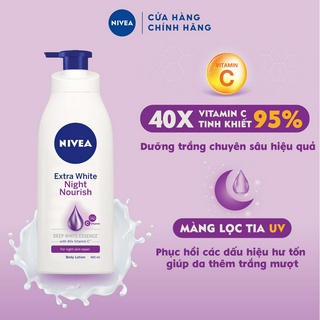 NIVEA
CỬA HÀNG
CHÍNH HÃNG
VITAMIN
C
40X
VITAMIN C
TINH KHIẾT
95%
Dưỡng trắng chuyên sâu hiệu quả
MÀNG LỌC TIA UV
Phục hồi các dấu hiệu hư tổn
giúp da thêm trắng mượt
NIVEA
Extra White
Night
Nourish
DEEP WHITE ESSENCE
with 40x Vitamin C
For night skin repair
Body Lotion
400 ml